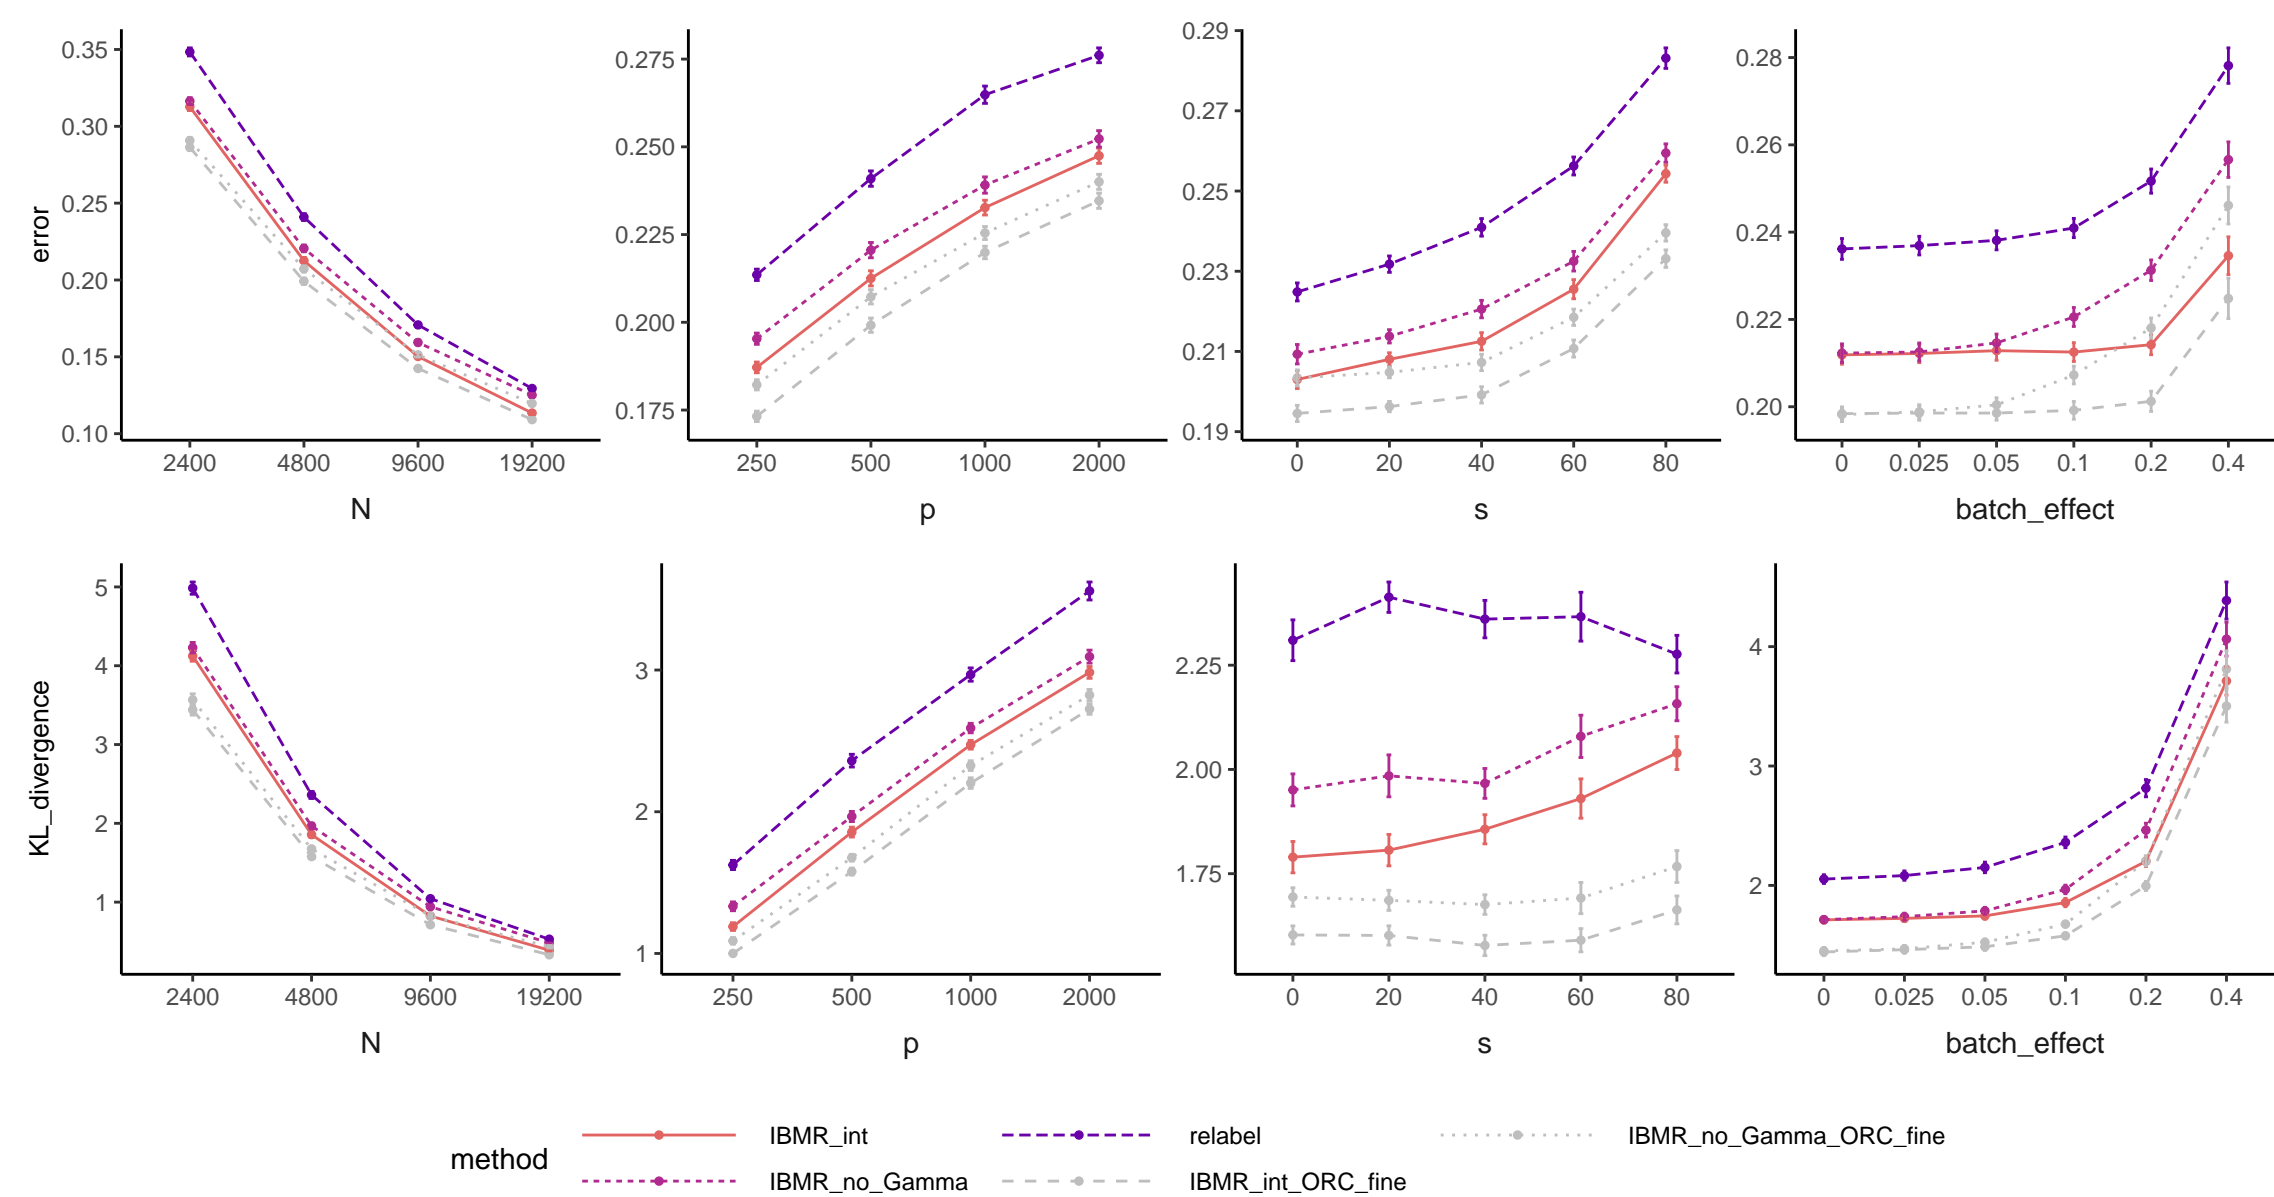 error
0.35
0.30
0.25
0.20
0.15
0.10
2400 4800 9600 19200
N
0.275
0.250
0.225
0.200
0.175
250 500 1000 2000
p
0.29
0.27
0.25
0.23
0.21
0.19
0 20 40 60 80
s
0.28
0.26
0.24
0.22
0.20
0 0.025 0.05 0.1 0.2 0.4
batch_effect
KL_divergence
5
4
3
2
1
2400 4800 9600 19200
N
3
2
1
250 500 1000 2000
p
2.25
2.00
1.75
0 20 40 60 80
s
4
3
2
0 0.025 0.05 0.1 0.2 0.4
batch_effect
method
IBMR_int
relabel
IBMR_no_Gamma_ORC_fine
IBMR_no_Gamma
IBMR_int_ORC_fine